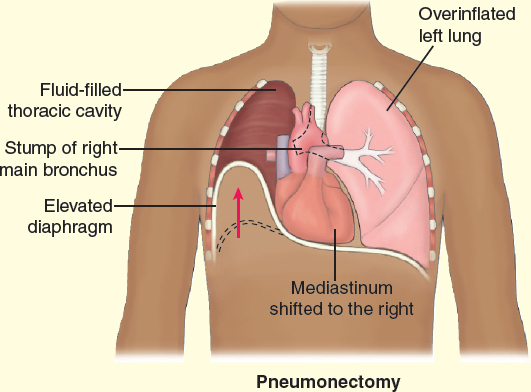 Overinflated
left lung
Fluid-filled
thoracic cavity
Stump of right
main bronchus
Elevated
diaphragm
Mediastinum
shifted to the right
Pneumonectomy